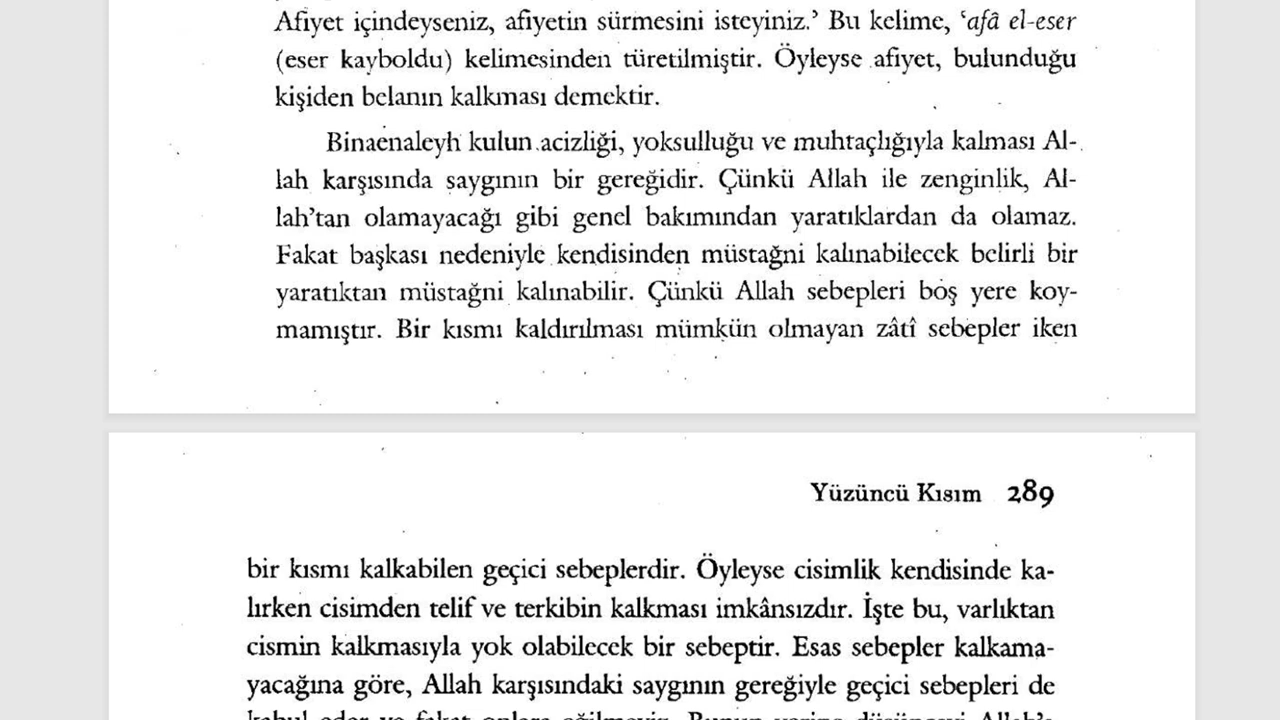 Afiyet içindeyseniz, afiyetin sürmesini isteyiniz.’ Bu kelime, ‘afâ el-eser
(eser kayboldu) kelimesinden türetilmiştir. Öyleyse afiyet, bulunduğu
kişiden belanın kalkması demektir.
Binaenaleyh kulun acizliği, yoksulluğu ve muhtaçlığıyla kalması Al-
lah karşısında saygının bir gereğidir. Çünkü Allah ile zenginlik, Al-
lah’tan olamayacağı gibi genel bakımından yaratıklardan da olamaz.
Fakat başkası nedeniyle kendisinden müstağni kalınabilecek belirli bir
yaratıktan müstağni kalınabilir. Çünkü Allah sebepleri boş yere koy-
mamıştır. Bir kısmı kaldırılması mümkün olmayan zâtî sebepler iken
Yüzüncü Kısım 289
bir kısmı kalkabilen geçici sebeplerdir. Öyleyse cisimlik kendisinde ka-
lırken cisimden telif ve terkibin kalkması imkânsızdır. İşte bu, varlıktan
cismin kalkmasıyla yok olabilecek bir sebeptir. Esas sebepler kalkama-
yacağına göre, Allah karşısındaki saygının gereğiyle geçici sebepleri de